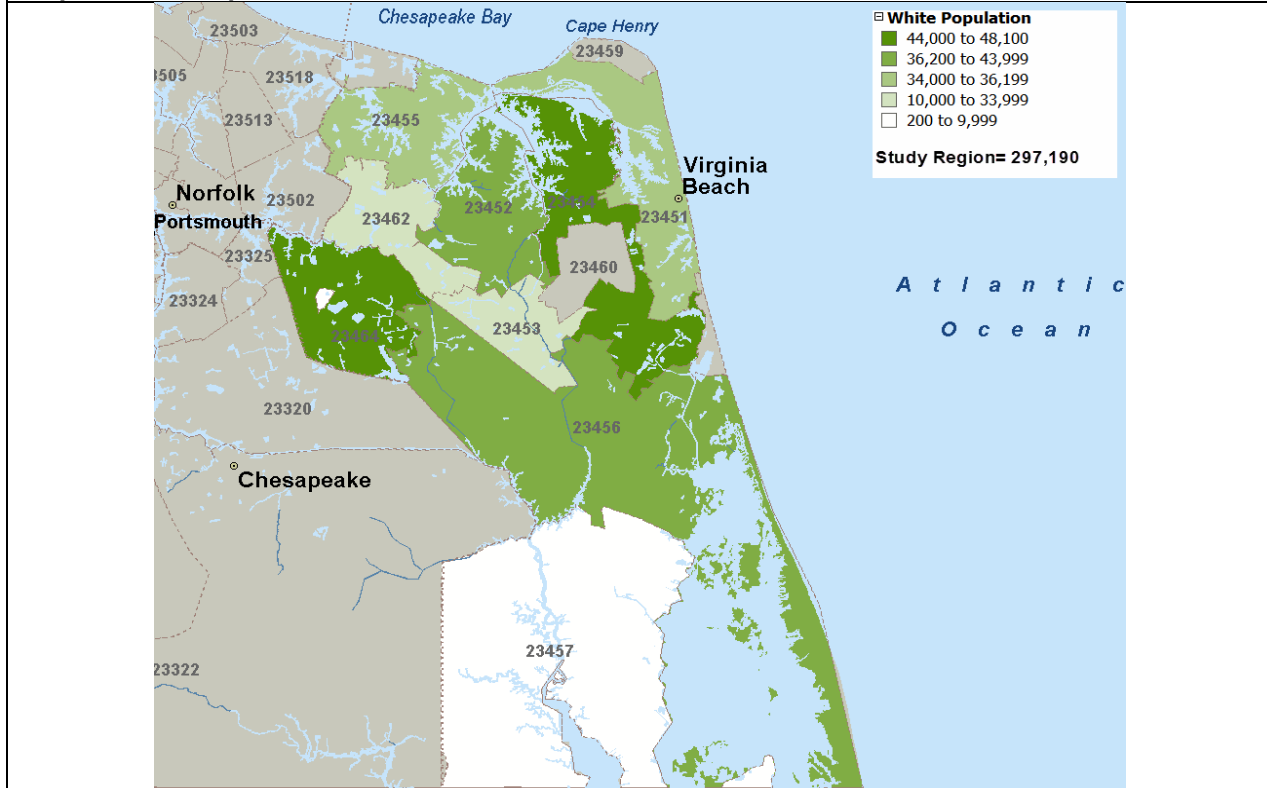 Chesapeake Bay
Cape Henry
23503
23459
3505
23518
23513
23455
Virginia
Beach
Norfolk
Portsmouth
23502
23462
23452
23454
23451
23325
23460
23324
23464
23453
23320
23456
Chesapeake
23457
23322
Atlantic
Ocean
White Population
44,000 to 48,100
36,200 to 43,999
34,000 to 36,199
10,000 to 33,999
200 to 9,999
Study Region= 297,190